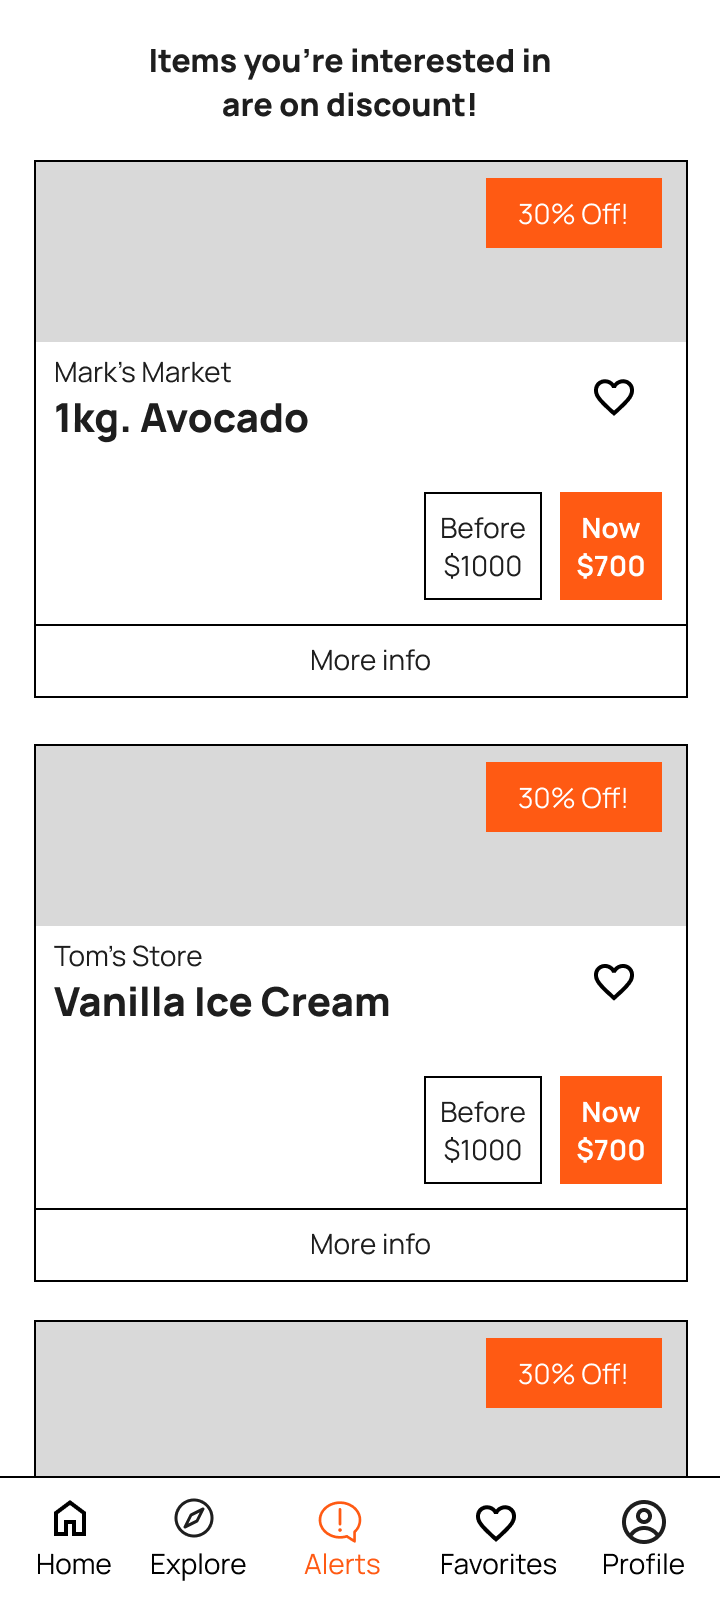 Items you’re interested in
are on discount!
30% Off!
Mark’s Market
1kg. Avocado
Before
$1000
Now
$700
More info
30% Off!
Tom’s Store
Vanilla Ice Cream
Before
$1000
Now
$700
More info
30% Off!
Home
Explore
Alerts
Favorites
Profile